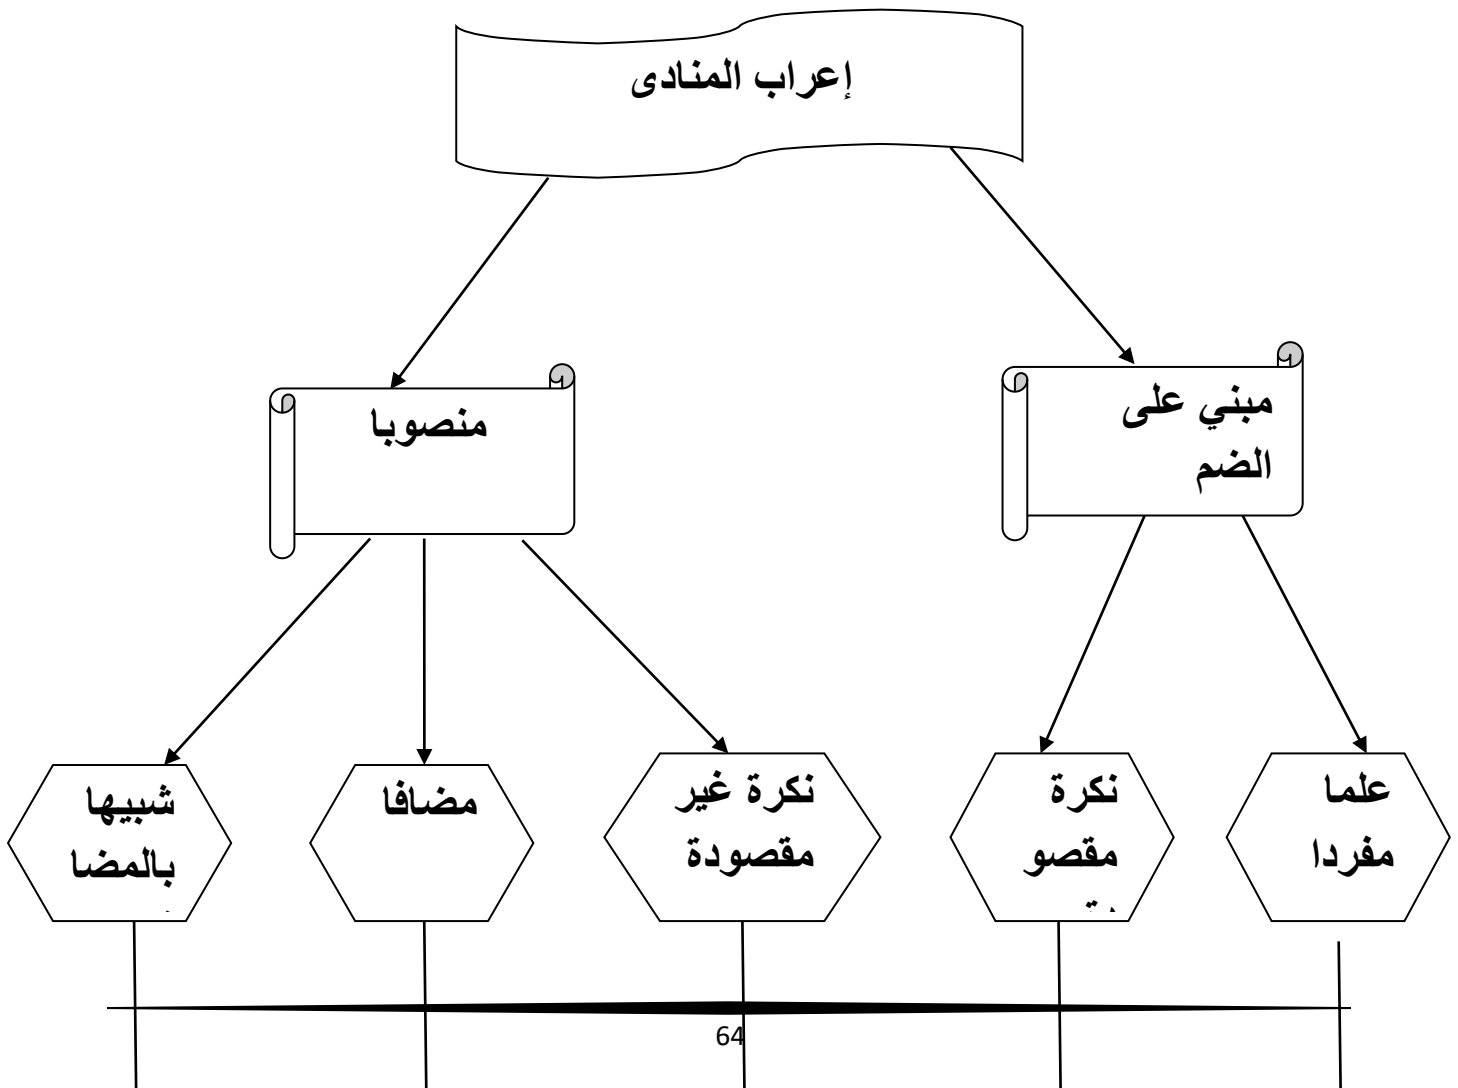 إعراب المنادى
مبني على
الضم
منصوبا
علما
مفردا
نكرة
مقصو
نكرة غير
مقصودة
مضافا
شبيها
بالمضا
64